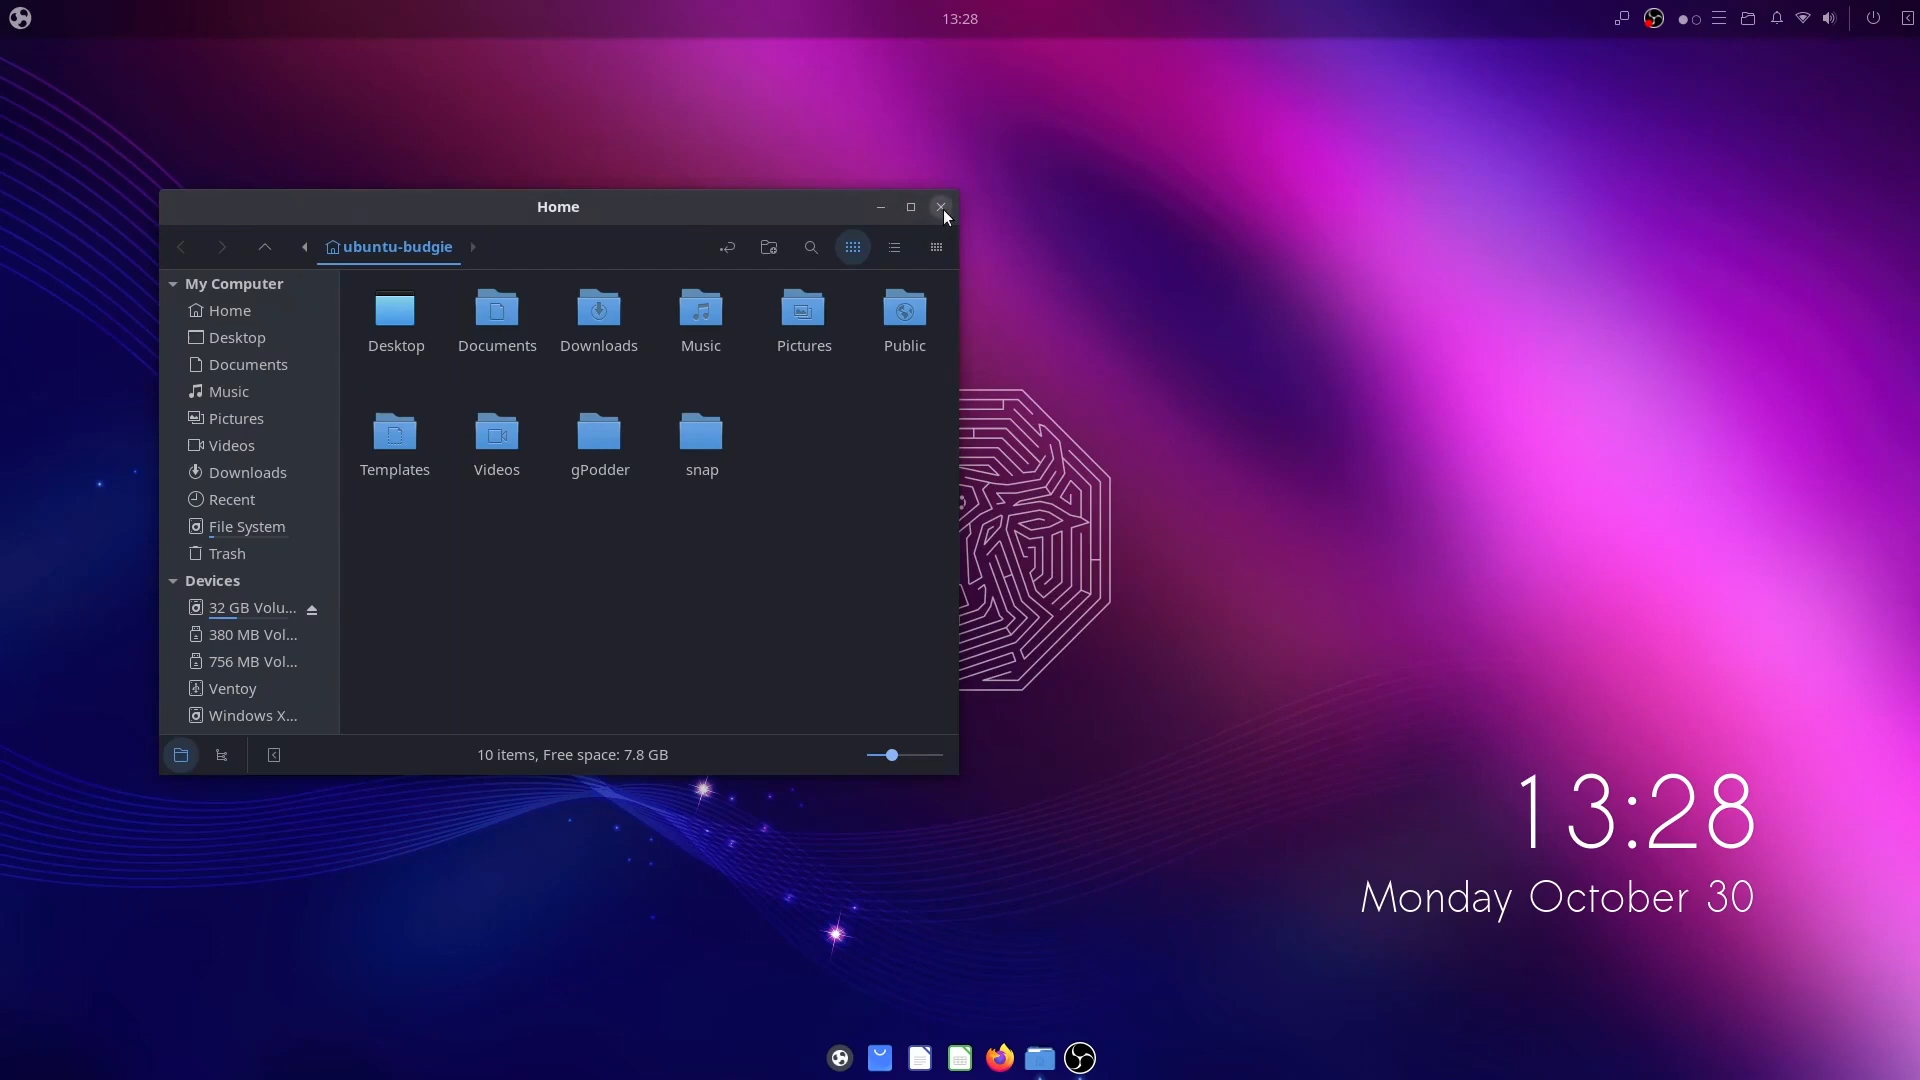 13:28
Home
ubuntu-budgie
My Computer
Home
Desktop
Documents
Music
Pictures
Videos
Downloads
Recent
File System
Trash
Devices
32 GB Volu...
380 MB Vol...
756 MB Vol...
Ventoy
Windows X...
Desktop
Documents
Downloads
Music
Pictures
Public
Templates
Videos
gPodder
snap
10 items, Free space: 7.8 GB
13:28
Monday October 30